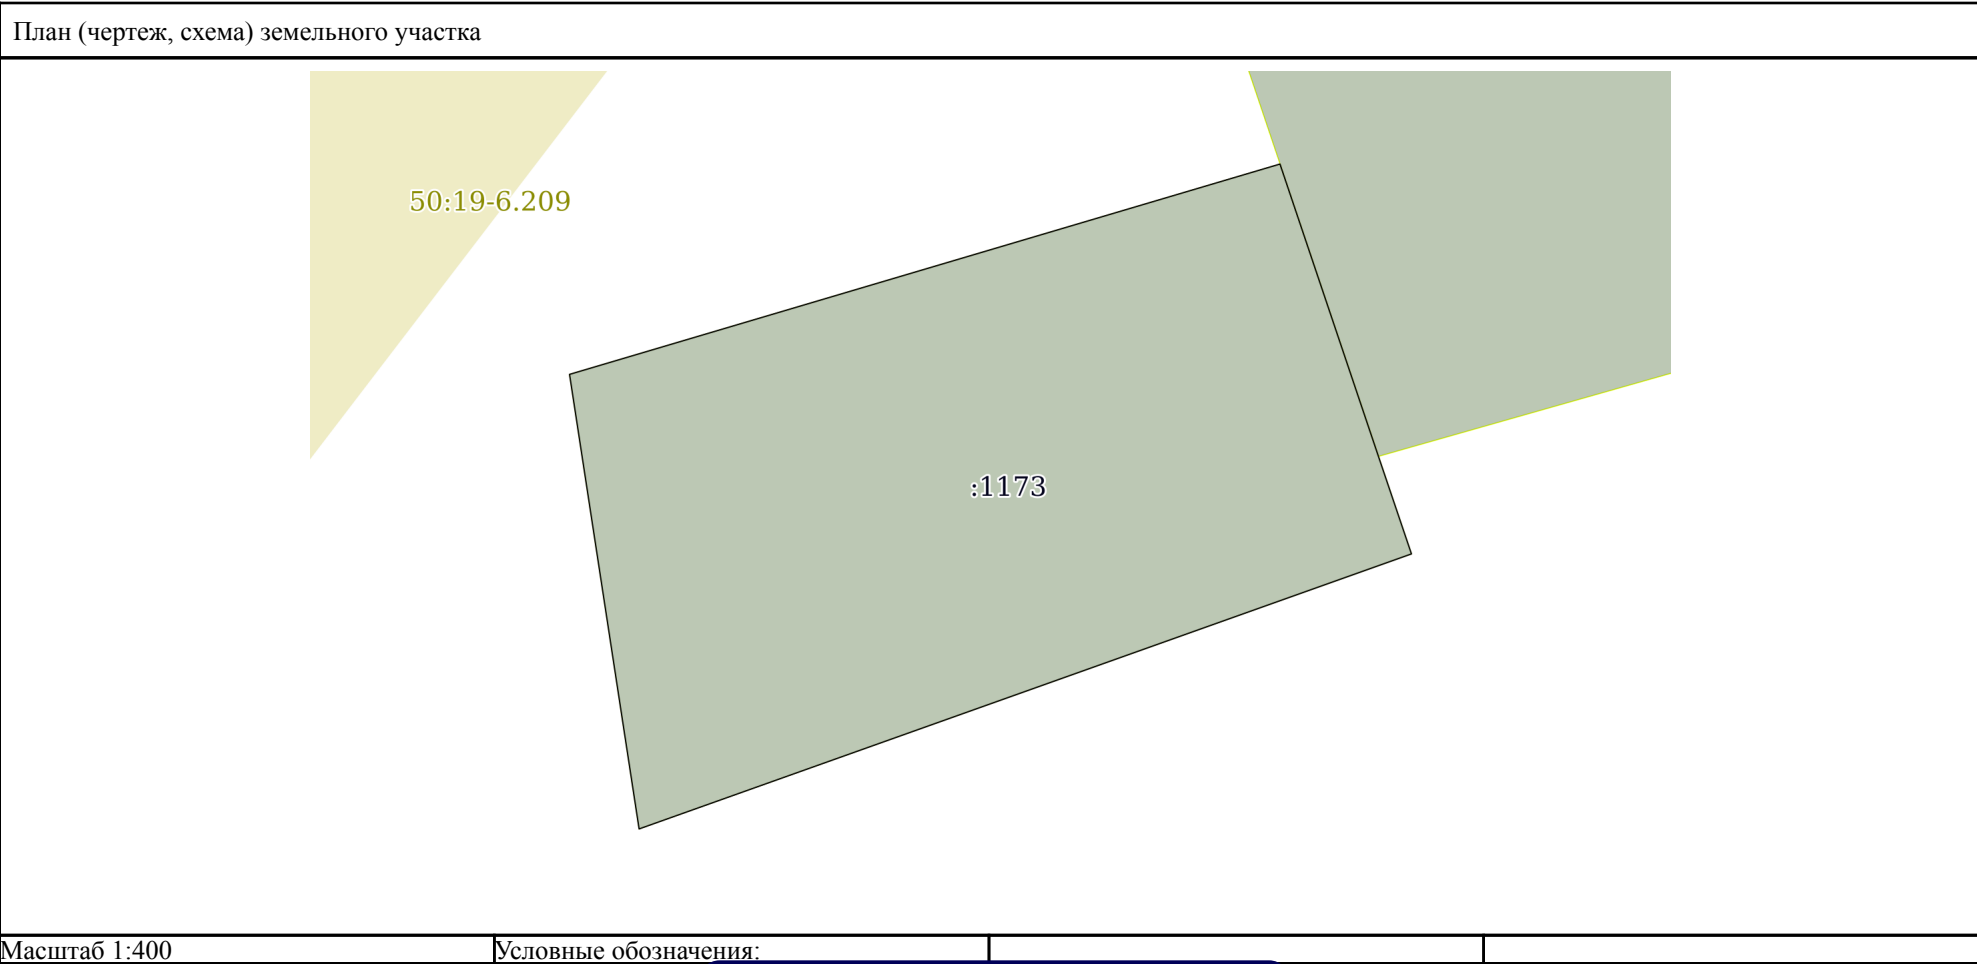 План (чертеж, схема) земельного участка
50:19-6.209
:1173
Масштаб 1:400
Условные обозначения: